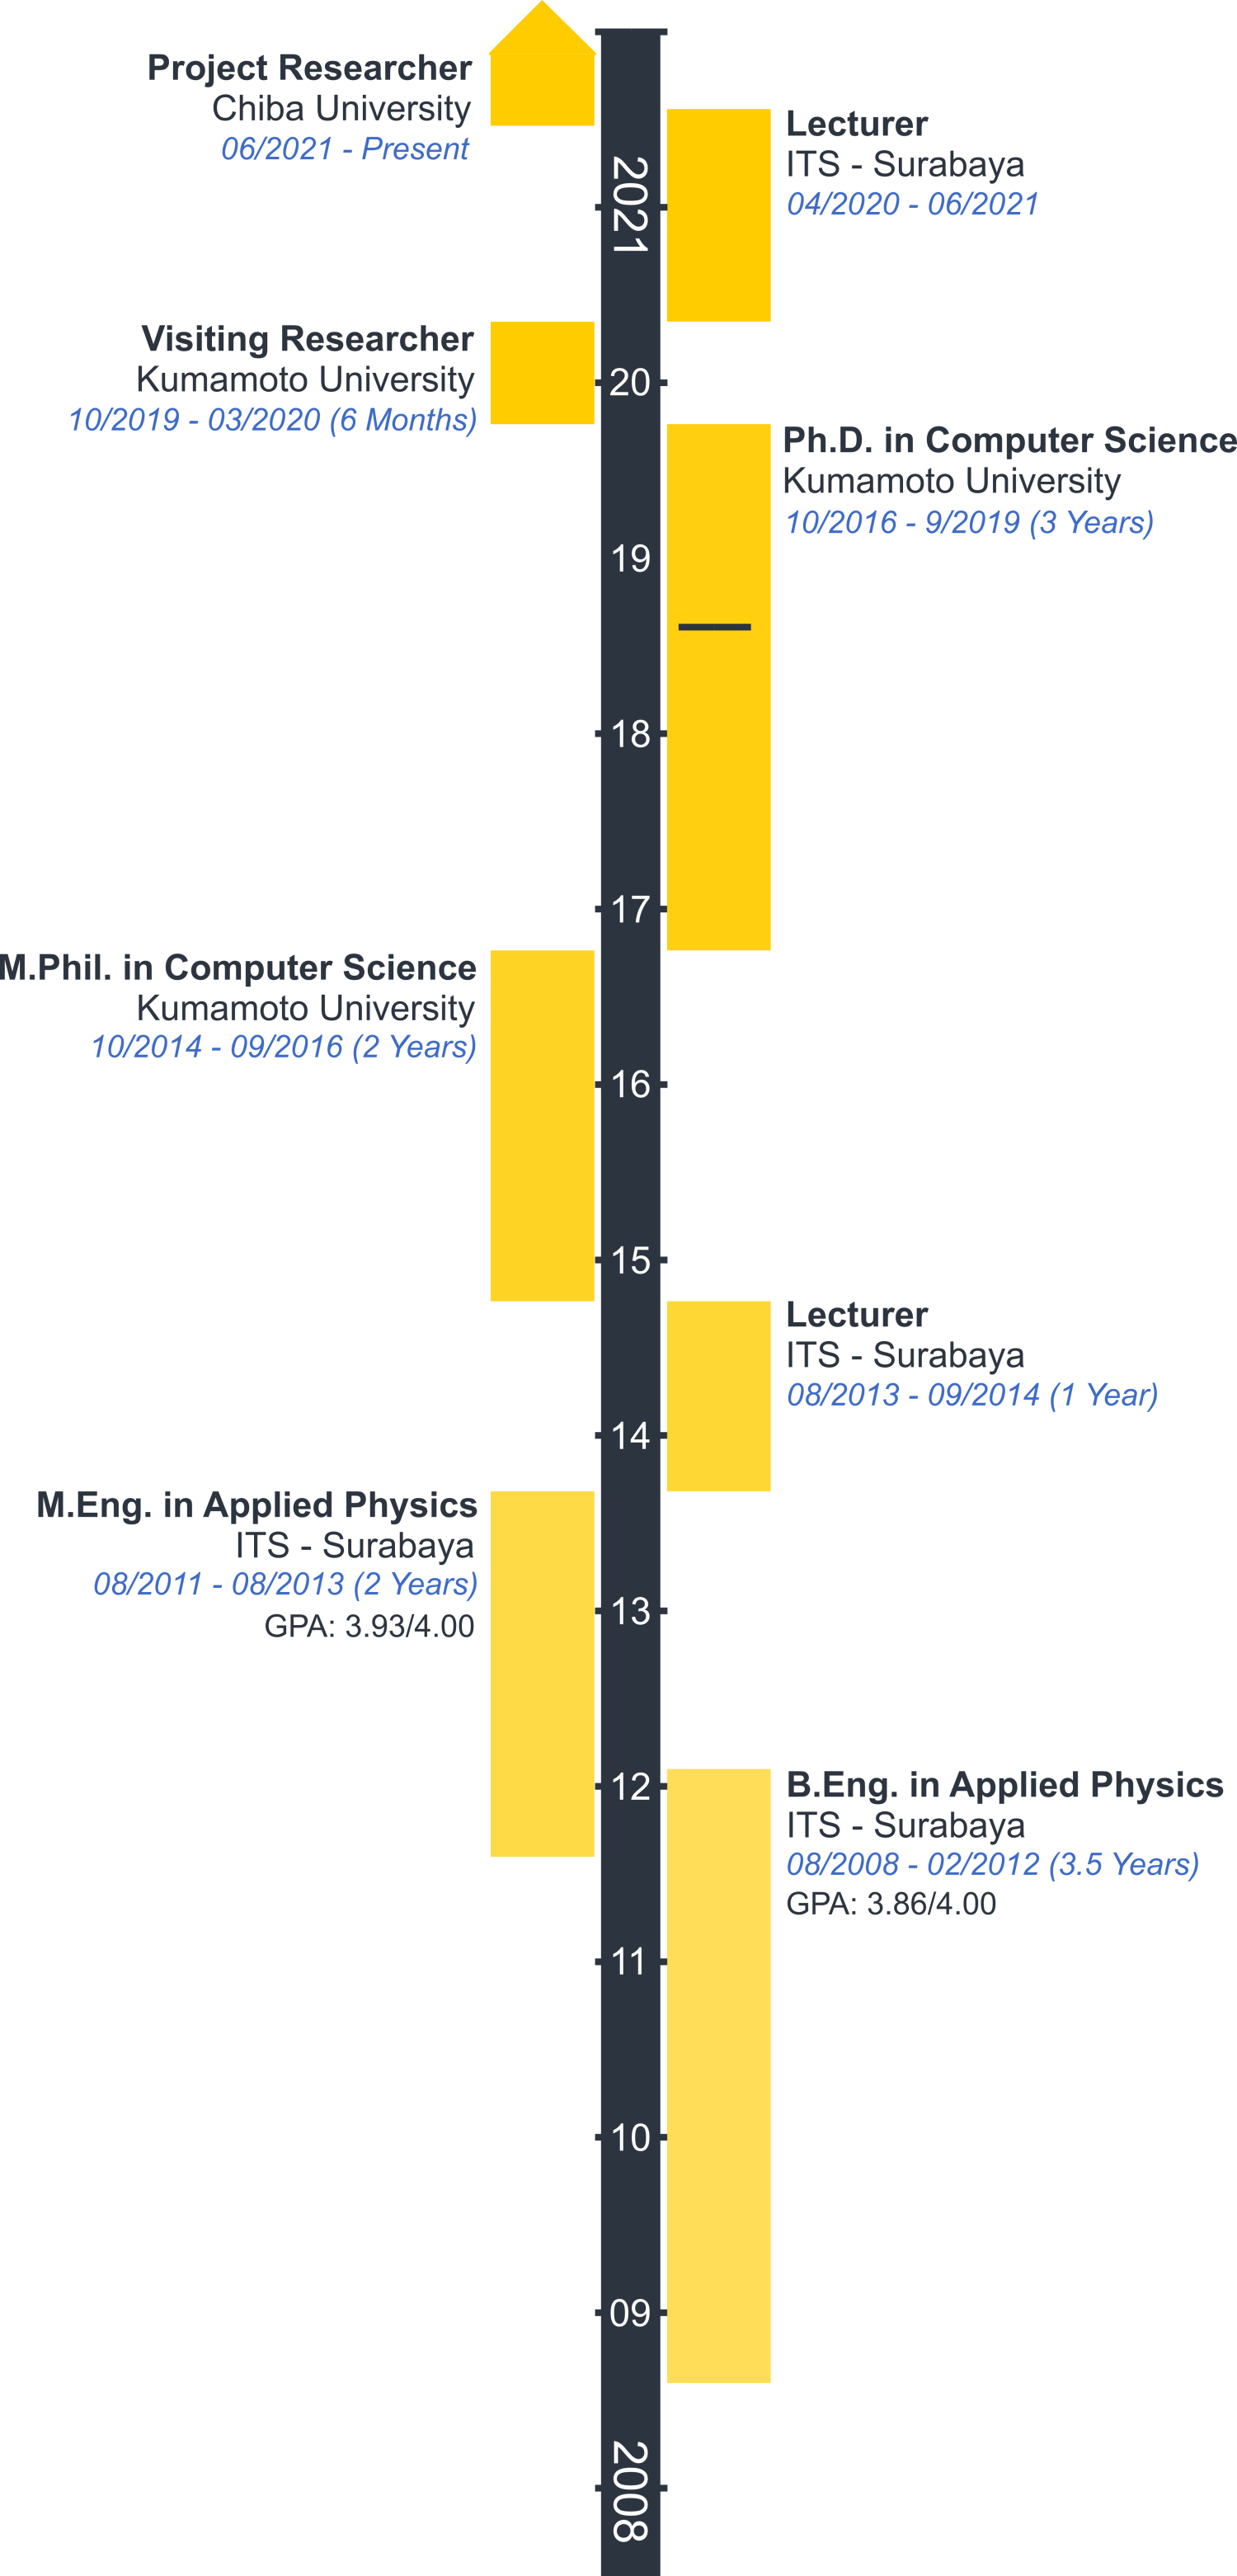 Project Researcher
Chiba University
06/2021 - Present
Lecturer
ITS - Surabaya
04/2020 - 06/2021
2021
Visiting Researcher
Kumamoto University
10/2019 - 03/2020 (6 Months)
20
Ph.D. in Computer Science
Kumamoto University
10/2016 - 9/2019 (3 Years)
19
18
17
M.Phil. in Computer Science
Kumamoto University
10/2014 - 09/2016 (2 Years)
16
15
Lecturer
ITS - Surabaya
08/2013 - 09/2014 (1 Year)
14
M.Eng. in Applied Physics
ITS - Surabaya
08/2011 - 08/2013 (2 Years)
GPA: 3.93/4.00
13
12
B.Eng. in Applied Physics
ITS - Surabaya
08/2008 - 02/2012 (3.5 Years)
GPA: 3.86/4.00
11
10
09
2008